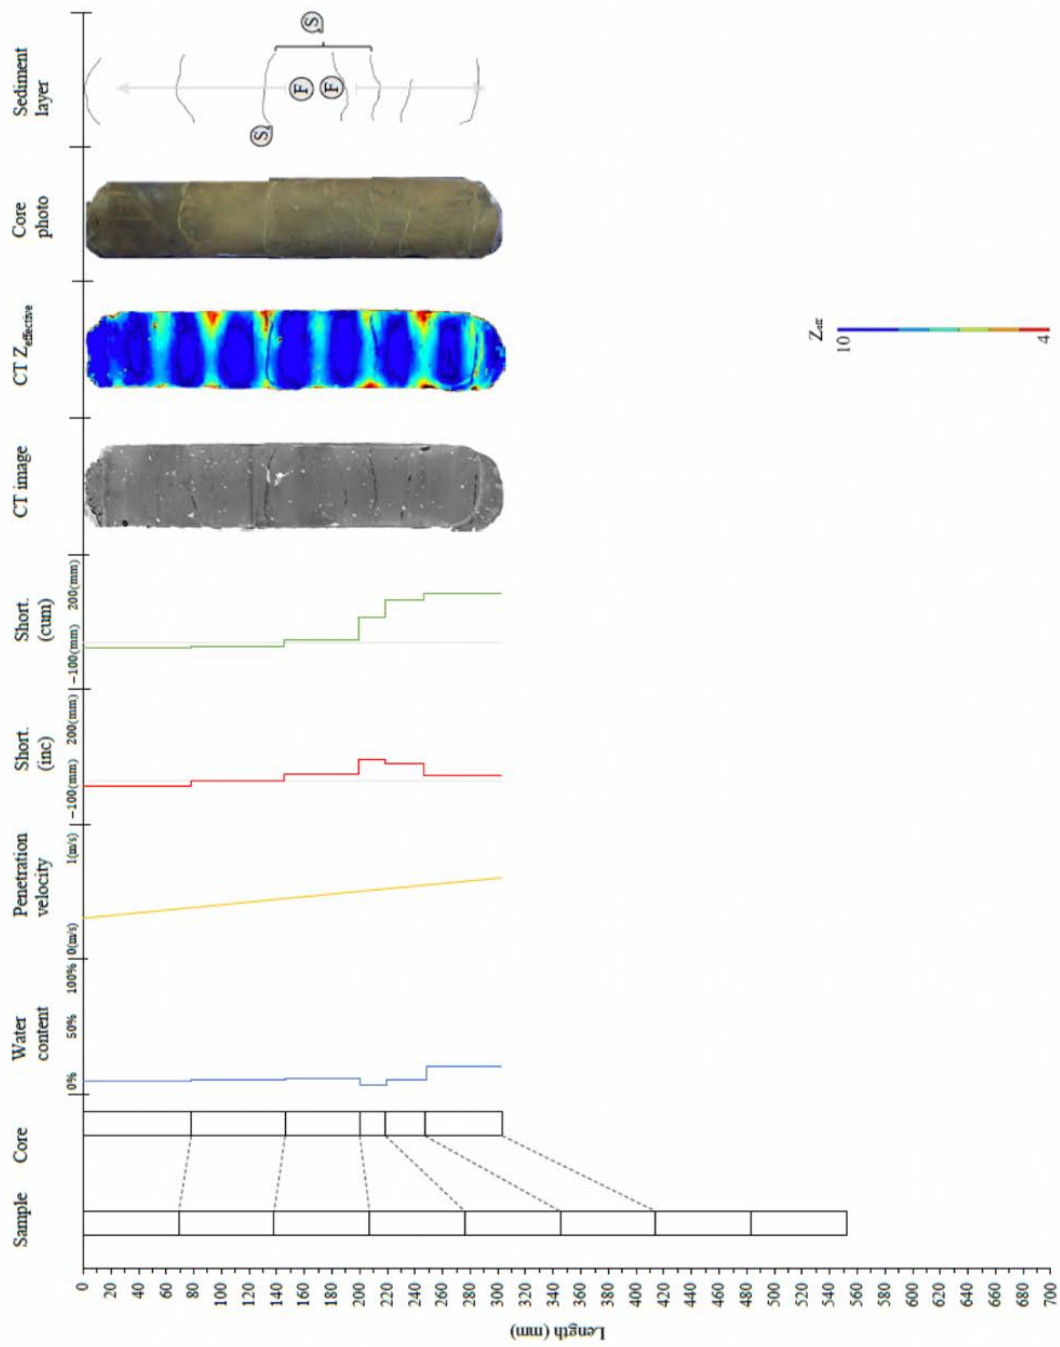 Sample
Core
Water
content
Penetration
velocity
Short.
(inc)
Short.
(cum)
CT image
CT Zeffective
Core
photo
Sediment
layer
0%
50%
100%
0(m/s)
1(m/s)
−100(mm)
200(mm)
−100(mm)
200(mm)
S
S
F
F
Zeff
10
4
0
20
40
60
80
100
120
140
160
180
200
220
240
260
280
300
320
340
360
380
400
420
440
460
480
500
520
540
560
580
600
620
640
660
680
700
Length (mm)